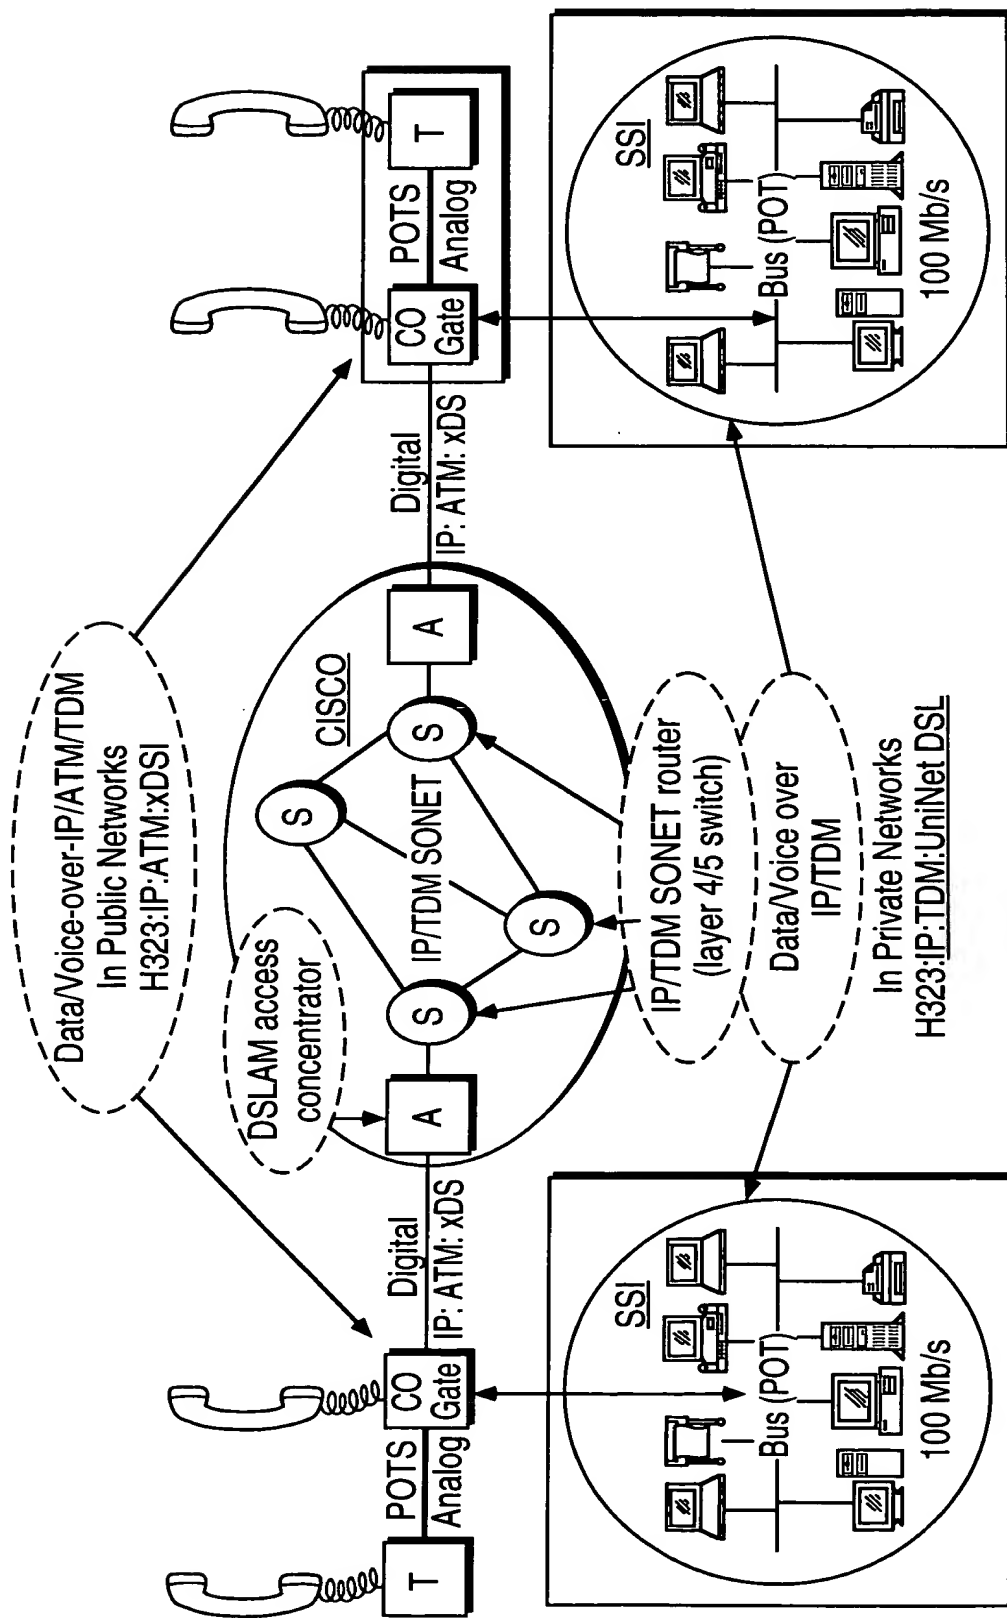 Data/Voice-over-IP/ATM/TDM
In Public Networks
H323:IP:ATM:xDSl
DSLAM access
concentrator
CISCO
S
S
S
S
IP/TDM SONET
A
A
T
POTS
Analog
CO
Gate
Digital
IP: ATM: xDS
Digital
IP: ATM: xDS
CO
Gate
POTS
Analog
T
IP/TDM SONET router
(layer 4/5 switch)
Data/Voice over
IP/TDM
In Private Networks
H323:IP:TDM:UniNet DSL
SSI
Bus (POT)
100 Mb/s
SSI
Bus (POT)
100 Mb/s